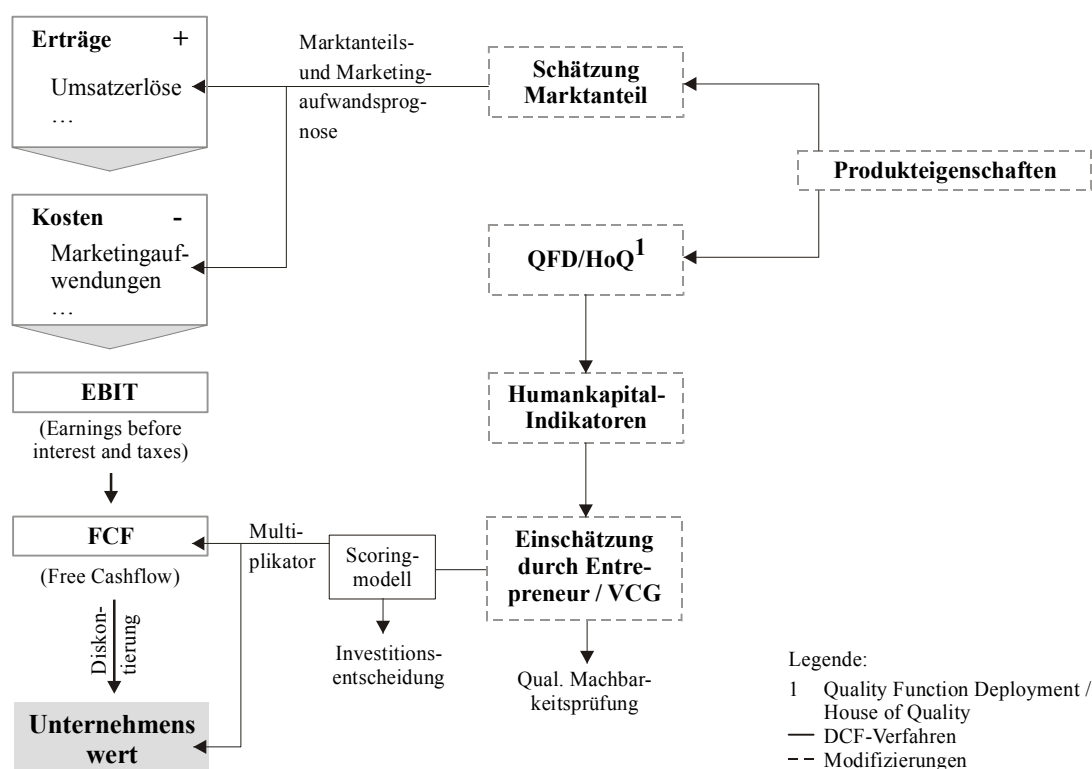 Erträge +
Umsatzerlöse
…
Marktanteils-
und Marketing-
aufwandsprog-
nose
Schätzung
Marktanteil
Produkteigenschaften
Kosten -
Marketingauf-
wendungen
…
QFD/HoQ1
EBIT
(Earnings before
interest and taxes)
Humankapital-
Indikatoren
FCF
(Free Cashflow)
Multi-
plikator
Scoring-
modell
Einschätzung
durch Entre-
preneur / VCG
Diskon-
tierung
Investitions-
entscheidung
Qual. Machbar-
keitsprüfung
Unternehmens
wert
Legende:
1 Quality Function Deployment /
House of Quality
DCF-Verfahren
Modifizierungen